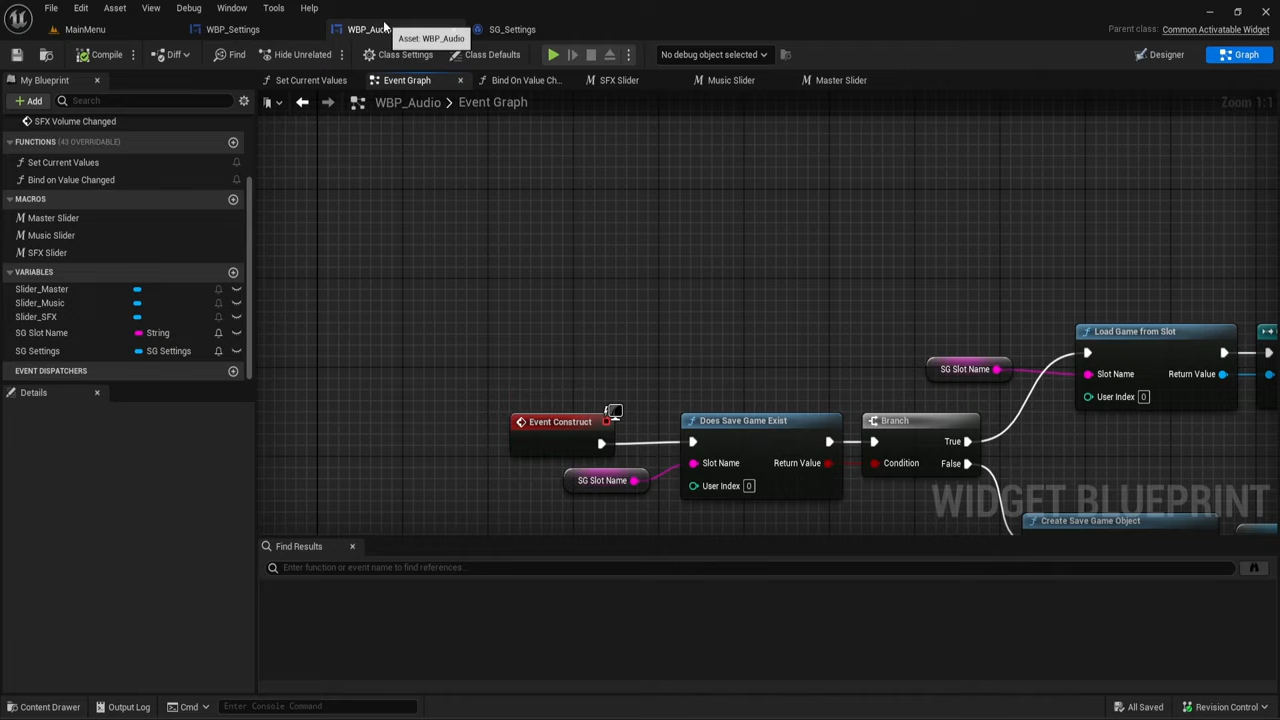 File Edit Asset View Debug Window Tools Help
MainMenu WBP_Settings WBP_Au SG_Settings Parent class: Common Activatable Widget
Asset: WBP_Audio
Compile Diff Find Hide Unrelated Class Settings Class Defaults No debug object selected Designer Graph
My Blueprint Set Current Values Event Graph Bind On Value Ch... SFX Slider Music Slider Master Slider
Add Search WBP_Audio > Event Graph Zoom 1:1
SFX Volume Changed
FUNCTIONS (43 OVERRIDABLE)
Set Current Values
Bind on Value Changed
MACROS
Master Slider
Music Slider
SFX Slider
VARIABLES
Slider_Master
Slider_Music
Slider_SFX
SG Slot Name String
SG Settings SG Settings
EVENT DISPATCHERS
Details
Load Game from Slot
SG Slot Name
Slot Name Return Value
User Index 0
Event Construct
SG Slot Name
Does Save Game Exist
Slot Name Return Value
User Index 0
Branch
True
Condition False
Create Save Game Object
WIDGET BLUEPRINT
Find Results
Enter function or event name to find references...
Content Drawer Output Log Cmd Enter Console Command All Saved Revision Control